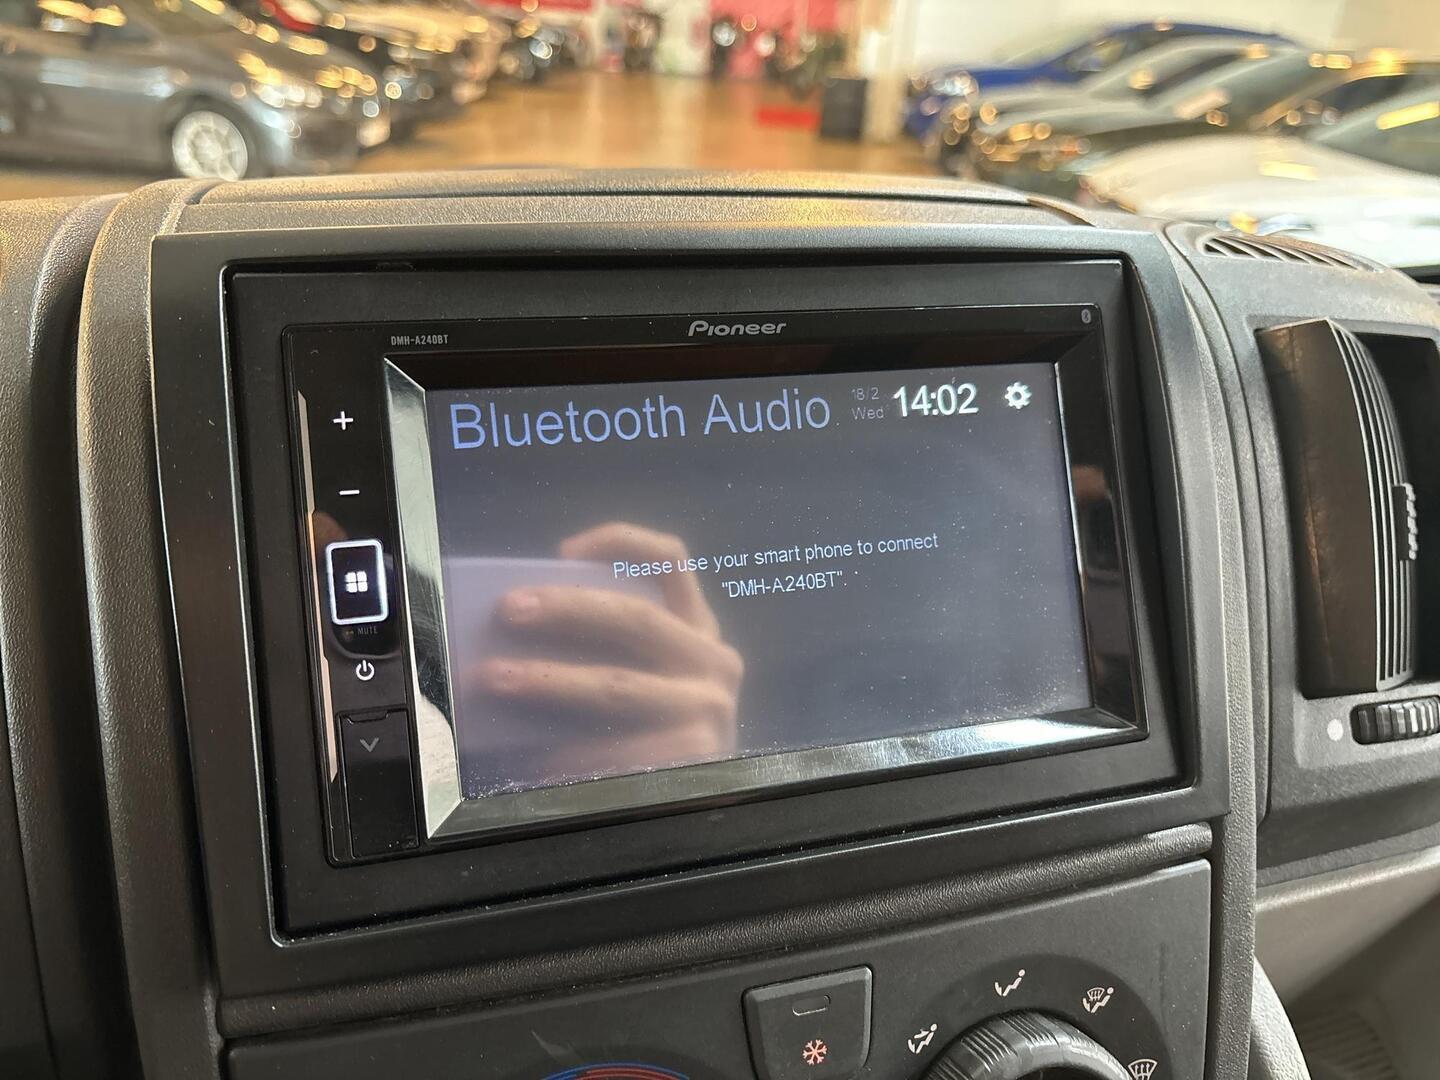 Pioneer
DMH-A240BT
Bluetooth Audio
18/2
Wed
14:02
Please use your smart phone to connect
"DMH-A240BT".
MUTE